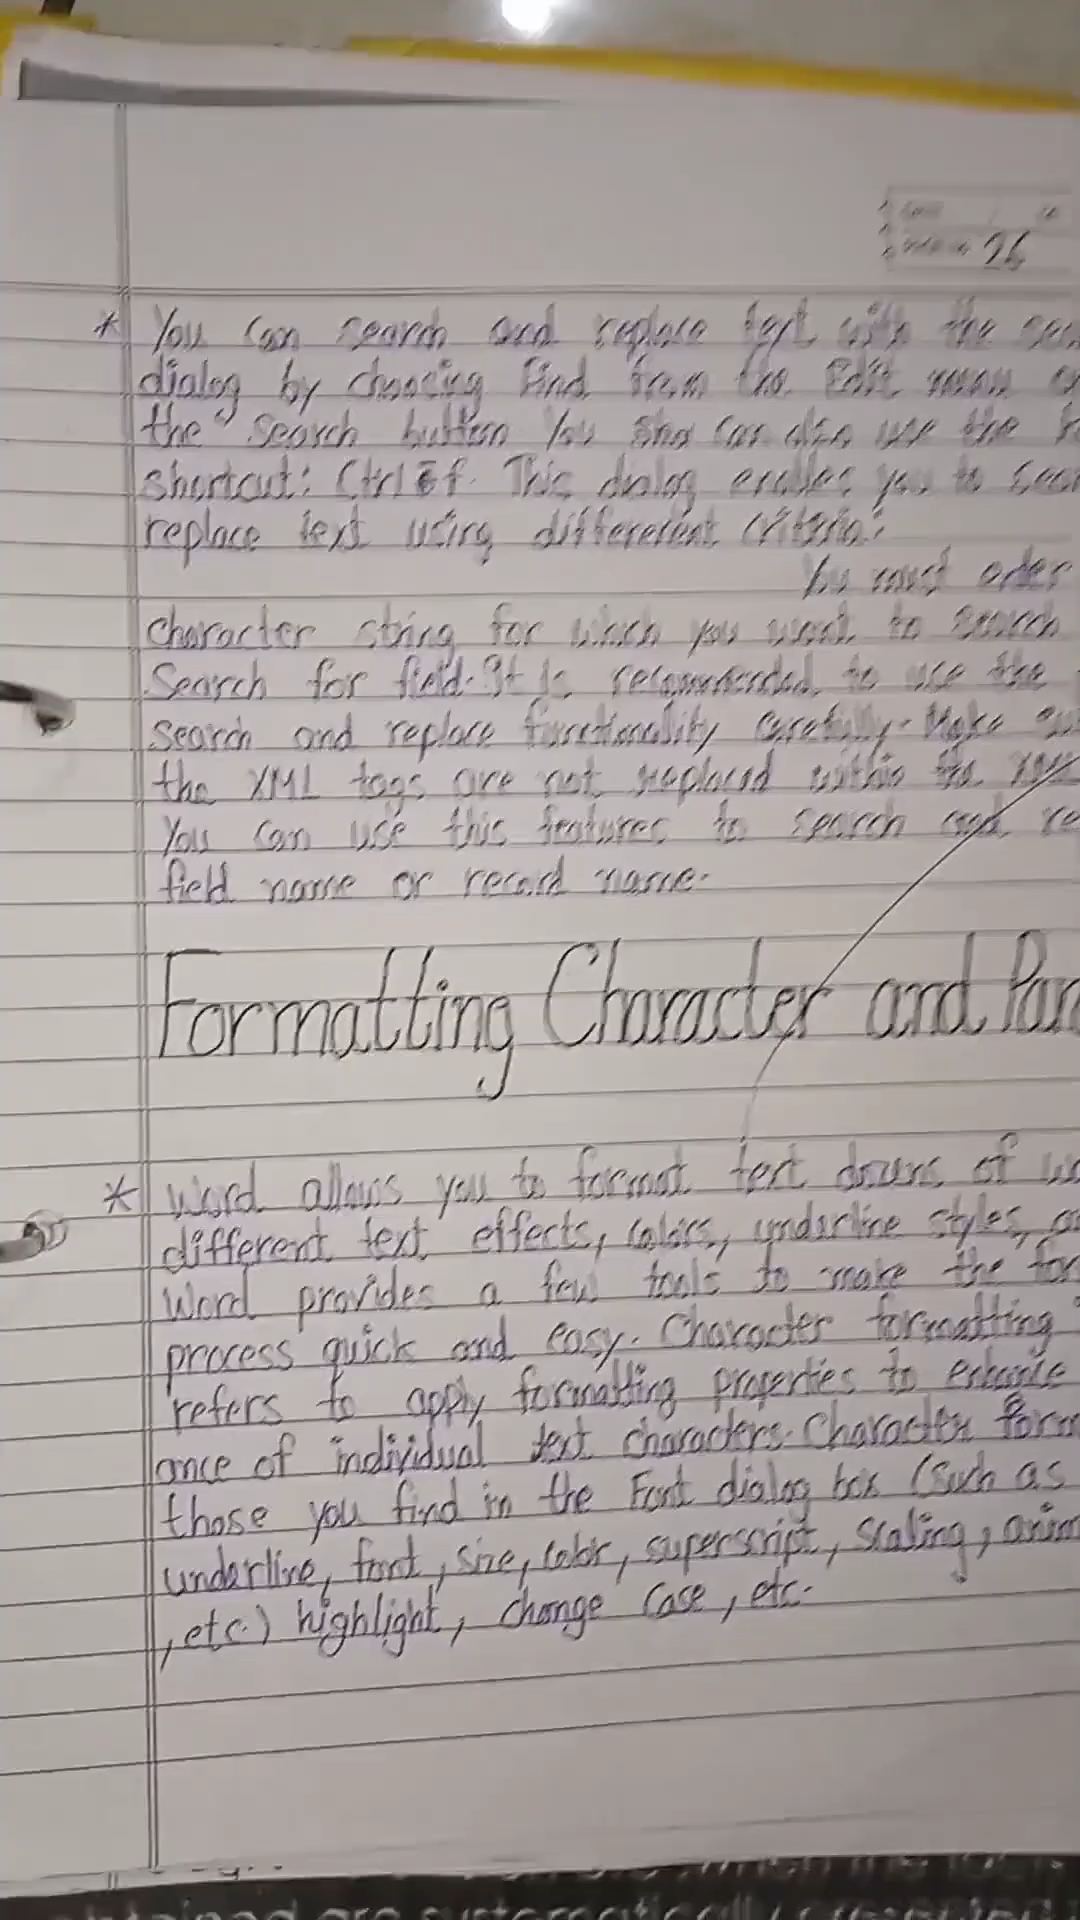 26
* You can search and replace text with the
dialog by choosing Find from the Edit menu
the Search button You can also use the
shortcut: Ctrl f. This dialog enables you to
replace text using differerent criteria:
You must
character string for which you want to search
Search for field. It is recommended to use the
search and replace functionality carefully. Make
the XML tags are not replaced within the
You can use this features to search and
field name or record name.
Formatting Character and
* Word allows you to format text of
different text effects, colors, underline styles,
Word provides a few tools to make the
process quick and easy. Character formatting
refers to apply formatting properties to
ance of individual text characters. Character
those you find in the Font dialog box (Such as
underline, font, size, color, superscript, scaling,
, etc.) highlight, change case, etc.